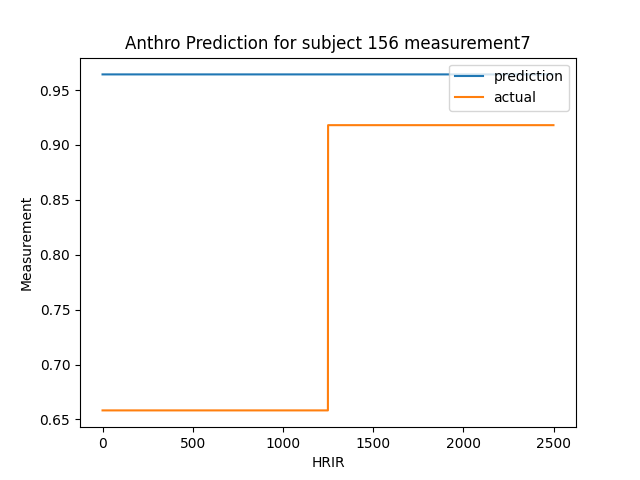 Anthro Prediction for subject 156 measurement7
prediction
actual
Measurement
0.95
0.90
0.85
0.80
0.75
0.70
0.65
0 500 1000 1500 2000 2500
HRIR